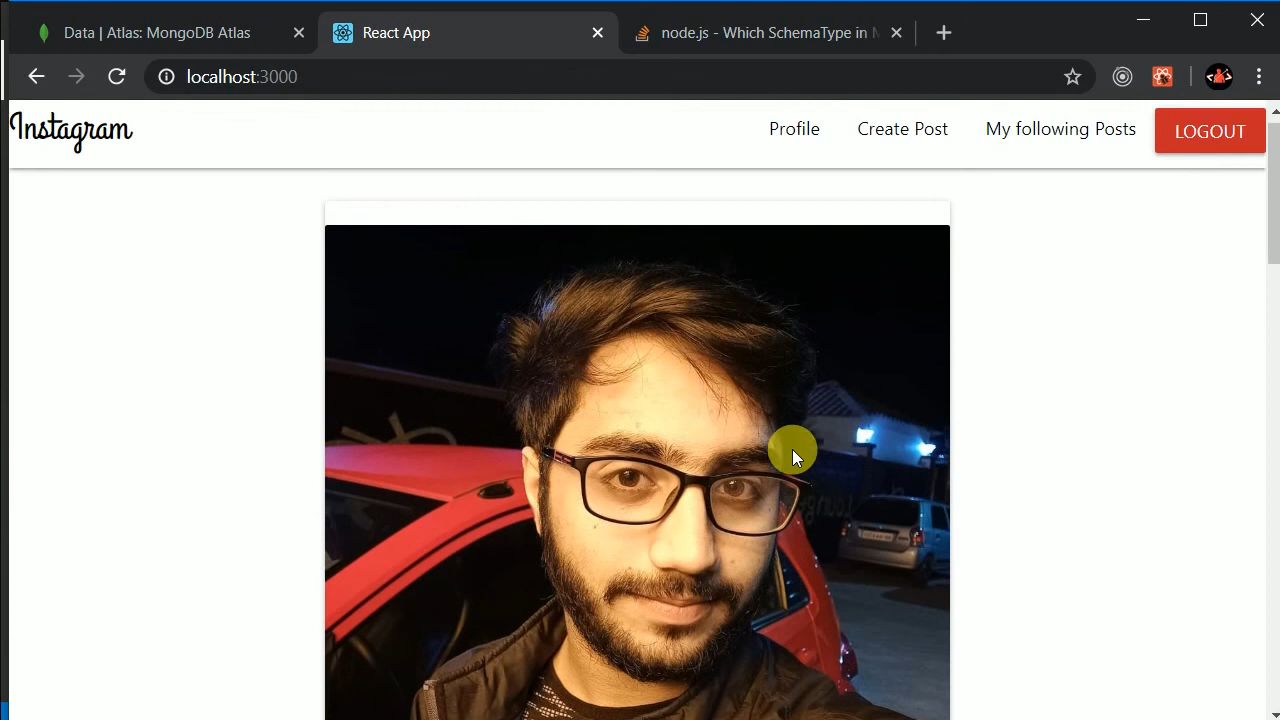 Data | Atlas: MongoDB Atlas
React App
node.js - Which SchemaType in M
localhost:3000
Instagram
Profile
Create Post
My following Posts
LOGOUT